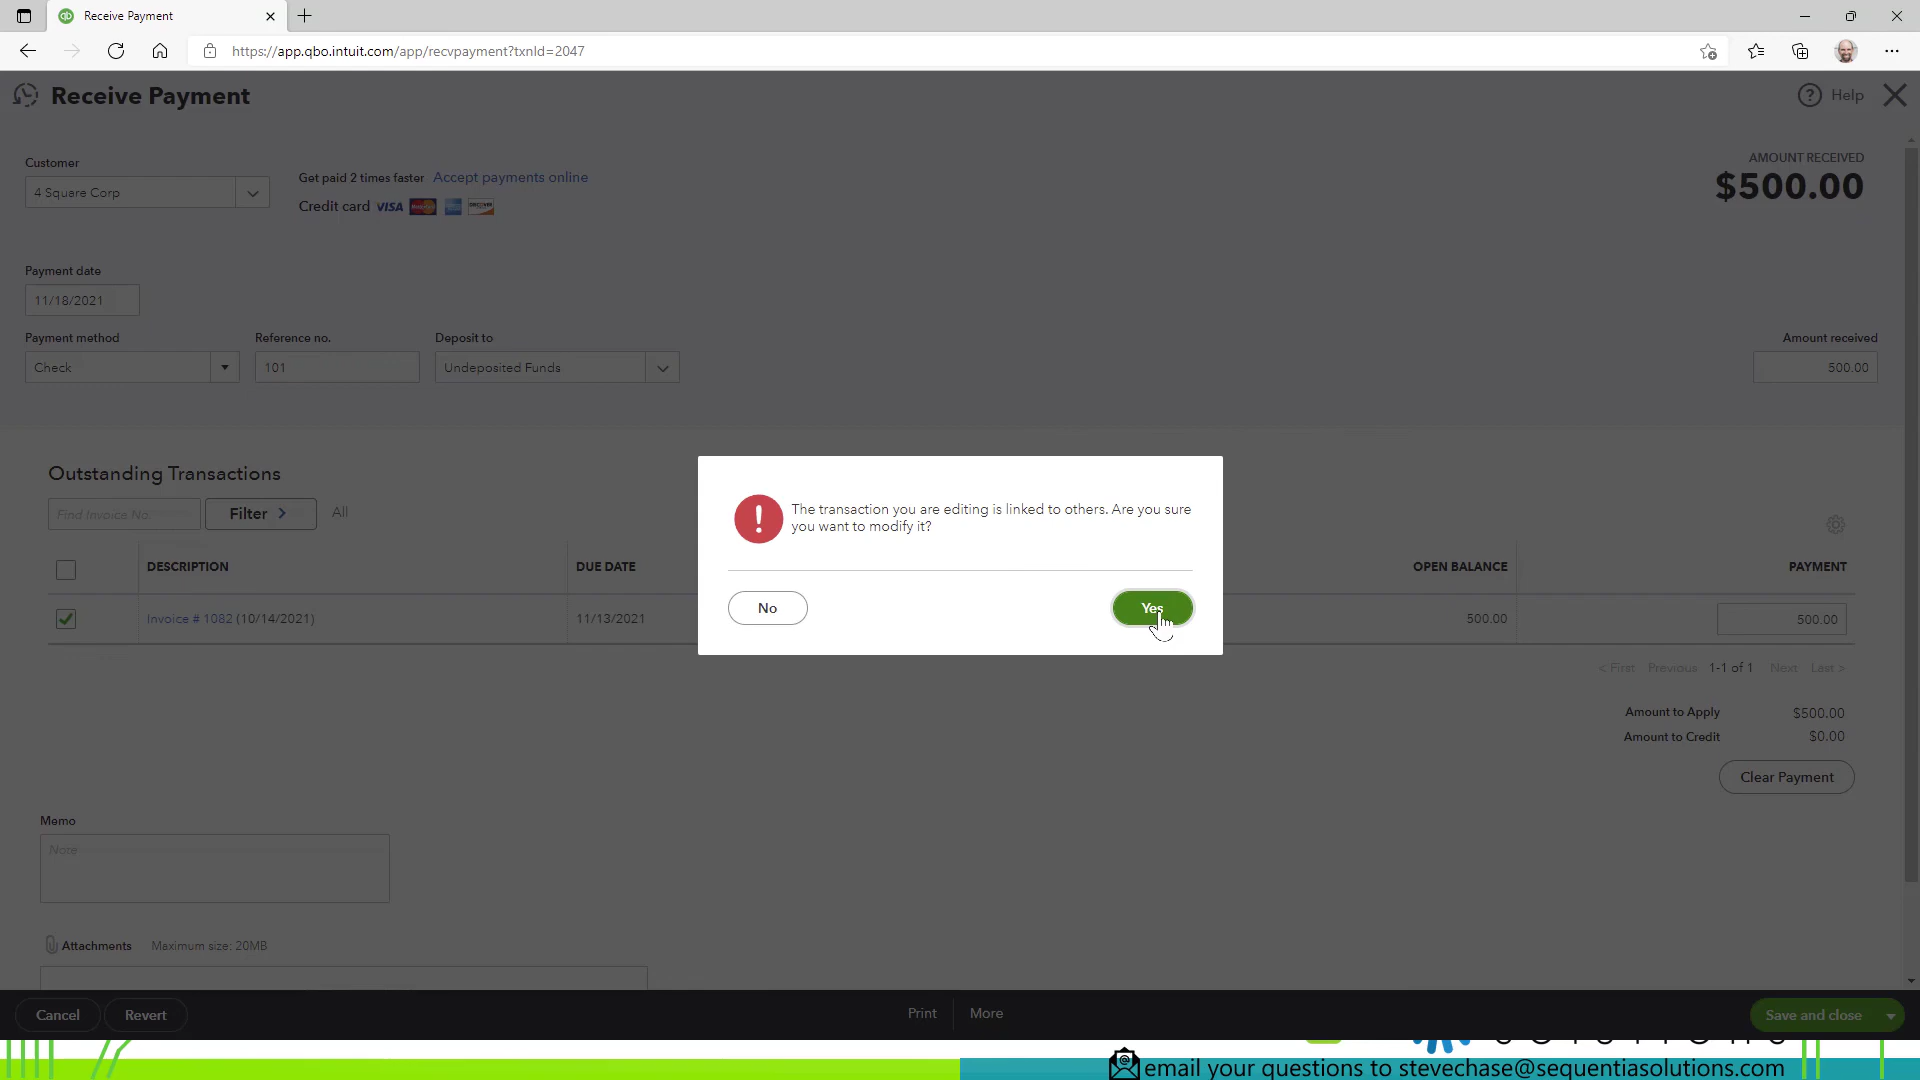 Receive Payment
https://app.qbo.intuit.com/app/recvpayment?txnId=2047
Receive Payment
Help
Customer
4 Square Corp
Get paid 2 times faster Accept payments online
Credit card VISA
AMOUNT RECEIVED
$500.00
Payment date
11/18/2021
Payment method
Reference no.
Deposit to
Amount received
Check
101
Undeposited Funds
500.00
Outstanding Transactions
Find Invoice No.
Filter >
All
The transaction you are editing is linked to others. Are you sure
you want to modify it?
No
Yes
DESCRIPTION
DUE DATE
OPEN BALANCE
PAYMENT
Invoice # 1082 (10/14/2021)
11/13/2021
500.00
500.00
< First Previous 1-1 of 1 Next Last >
Amount to Apply $500.00
Amount to Credit $0.00
Clear Payment
Memo
Note
Attachments Maximum size: 20MB
Cancel
Revert
Print
More
Save and close
email your questions to stevechase@sequentiasolutions.com